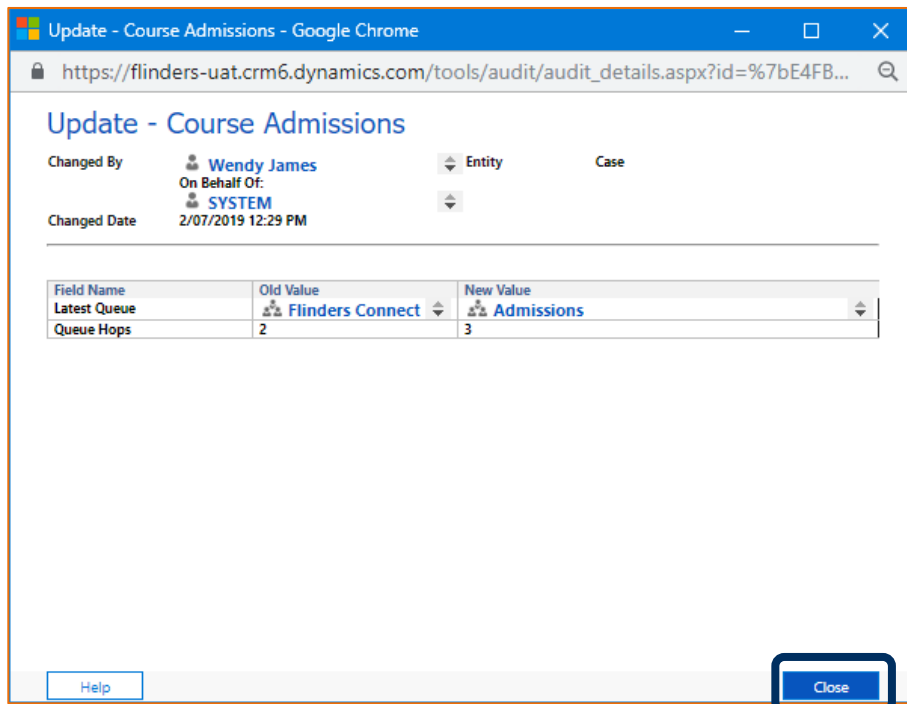 Update - Course Admissions - Google Chrome
https://flinders-uat.crm6.dynamics.com/tools/audit/audit_details.aspx?id=%7bE4FB...
Update - Course Admissions
Changed By Wendy James Entity Case
On Behalf Of:
SYSTEM
Changed Date 2/07/2019 12:29 PM
Field Name Old Value New Value
Latest Queue Flinders Connect Admissions
Queue Hops 2 3
Help Close